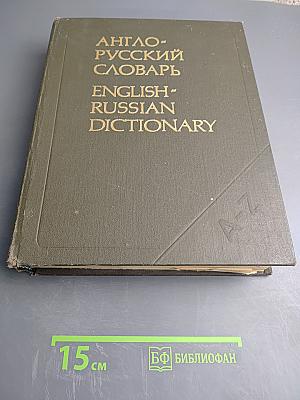 АНГЛО-
РУССКИЙ
СЛОВАРЬ
ENGLISH-
RUSSIAN
DICTIONARY
A-Z
15 см
БФ БИБЛИОФАН